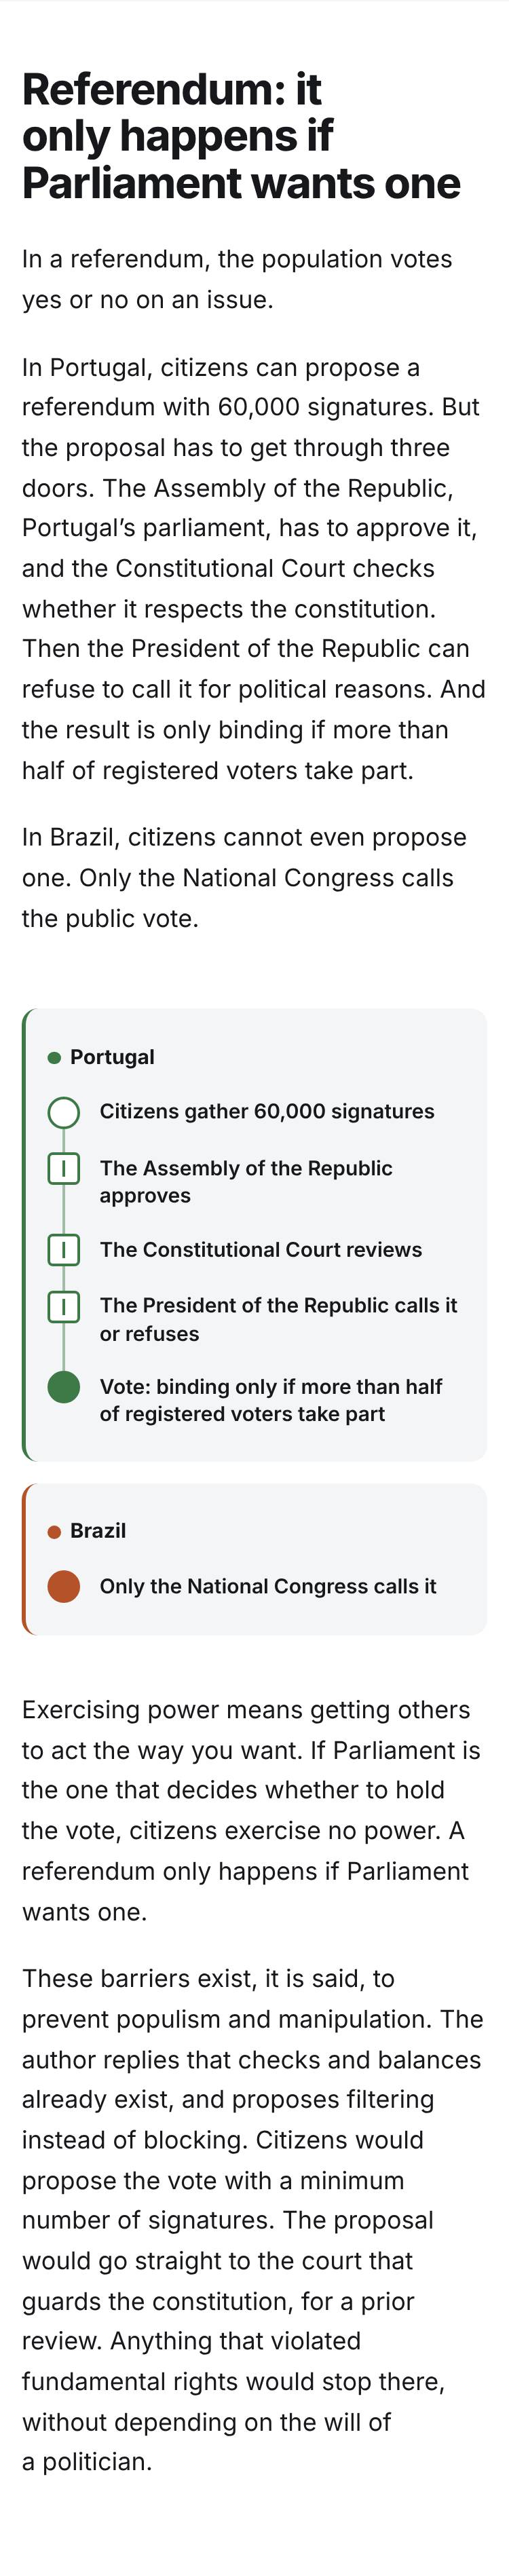 Referendum: it
only happens if
Parliament wants one
In a referendum, the population votes
yes or no on an issue.
In Portugal, citizens can propose a
referendum with 60,000 signatures. But
the proposal has to get through three
doors. The Assembly of the Republic,
Portugal’s parliament, has to approve it,
and the Constitutional Court checks
whether it respects the constitution.
Then the President of the Republic can
refuse to call it for political reasons. And
the result is only binding if more than
half of registered voters take part.
In Brazil, citizens cannot even propose
one. Only the National Congress calls
the public vote.
Portugal
Citizens gather 60,000 signatures
The Assembly of the Republic
approves
The Constitutional Court reviews
The President of the Republic calls it
or refuses
Vote: binding only if more than half
of registered voters take part
Brazil
Only the National Congress calls it
Exercising power means getting others
to act the way you want. If Parliament is
the one that decides whether to hold
the vote, citizens exercise no power. A
referendum only happens if Parliament
wants one.
These barriers exist, it is said, to
prevent populism and manipulation. The
author replies that checks and balances
already exist, and proposes filtering
instead of blocking. Citizens would
propose the vote with a minimum
number of signatures. The proposal
would go straight to the court that
guards the constitution, for a prior
review. Anything that violated
fundamental rights would stop there,
without depending on the will of
a politician.